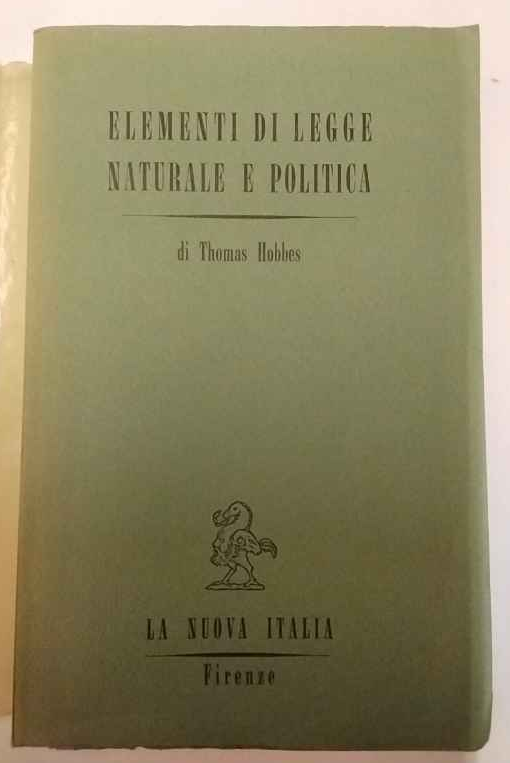 ELEMENTI DI LEGGE
NATURALE E POLITICA
di Thomas Hobbes
LA NUOVA ITALIA
Firenze